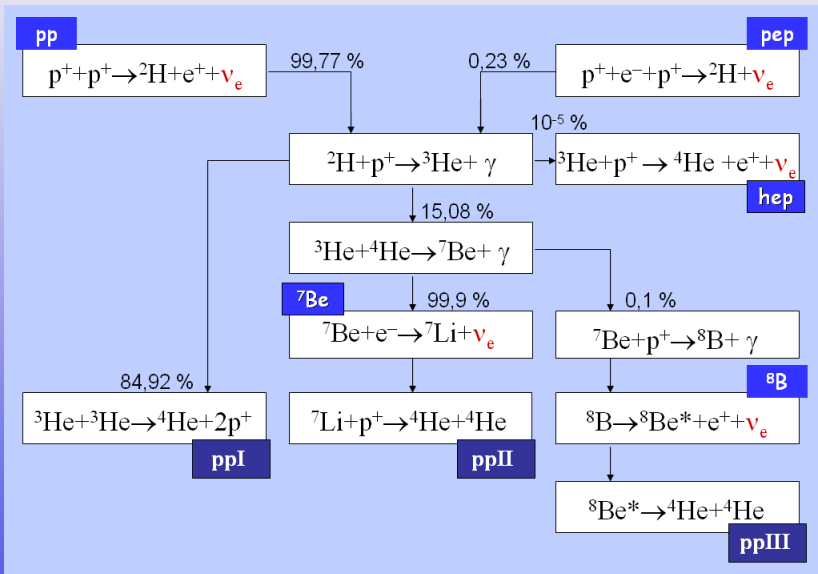 pp
pep
p⁺+p⁺→²H+e⁺+νₑ
99,77 %
0,23 %
p⁺+e⁻+p⁺→²H+νₑ
10⁻⁵ %
²H+p⁺→³He+ γ
³He+p⁺ → ⁴He +e⁺+νₑ
hep
15,08 %
³He+⁴He→⁷Be+ γ
⁷Be
99,9 %
0,1 %
⁷Be+e⁻→⁷Li+νₑ
⁷Be+p⁺→⁸B+ γ
84,92 %
⁸B
³He+³He→⁴He+2p⁺
⁷Li+p⁺→⁴He+⁴He
⁸B→⁸Be*+e⁺+νₑ
ppI
ppII
⁸Be*→⁴He+⁴He
ppIII